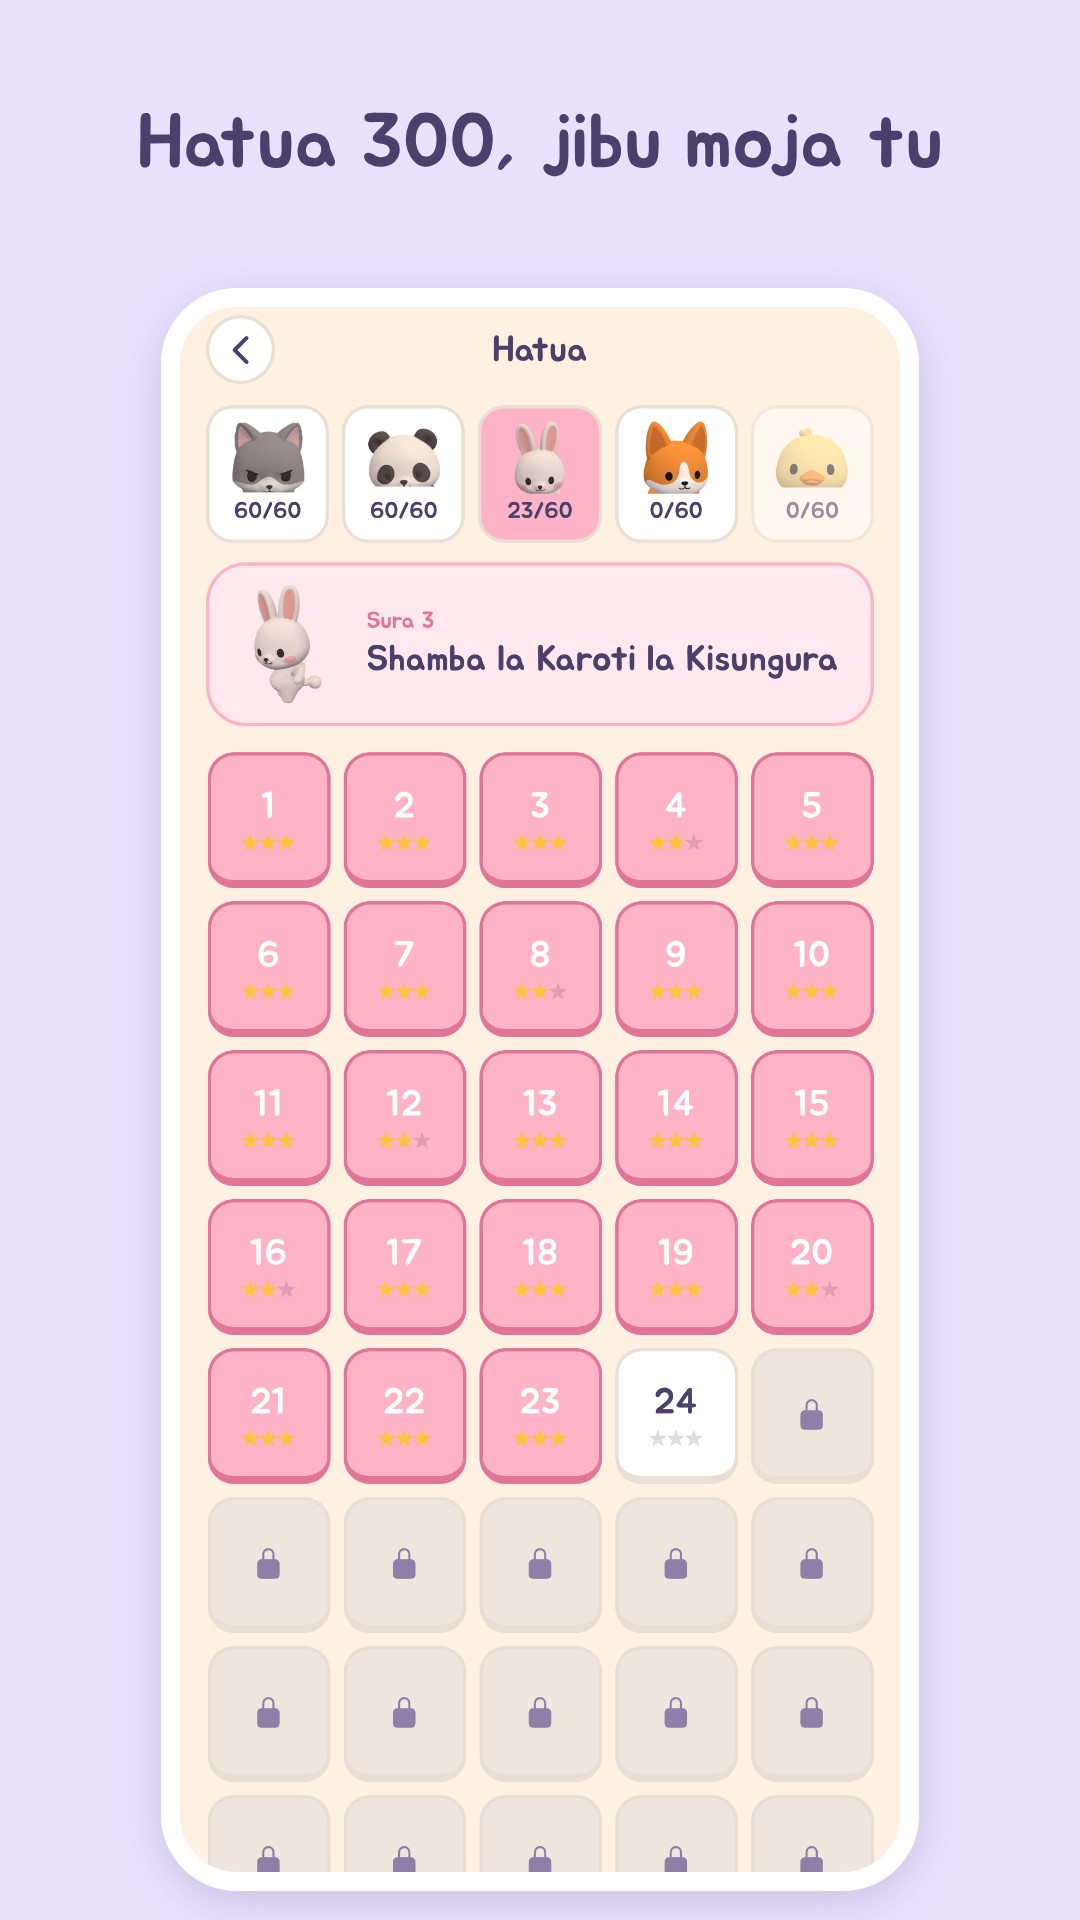 Hatua 300, jibu moja tu
Hatua
60/60 60/60 23/60 0/60 0/60
Sura 3
Shamba la Karoti la Kisungura
1 2 3 4 5
6 7 8 9 10
11 12 13 14 15
16 17 18 19 20
21 22 23 24